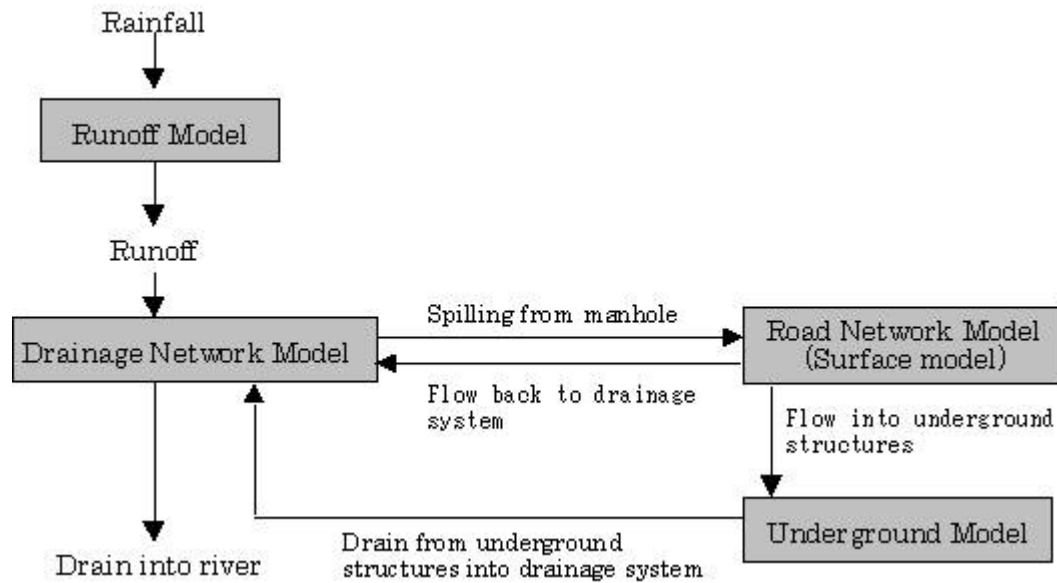 Rainfall
Runoff Model
Runoff
Drainage Network Model
Spilling from manhole
Road Network Model
(Surface model)
Flow back to drainage
system
Flow into underground
structures
Underground Model
Drain from underground
structures into drainage system
Drain into river